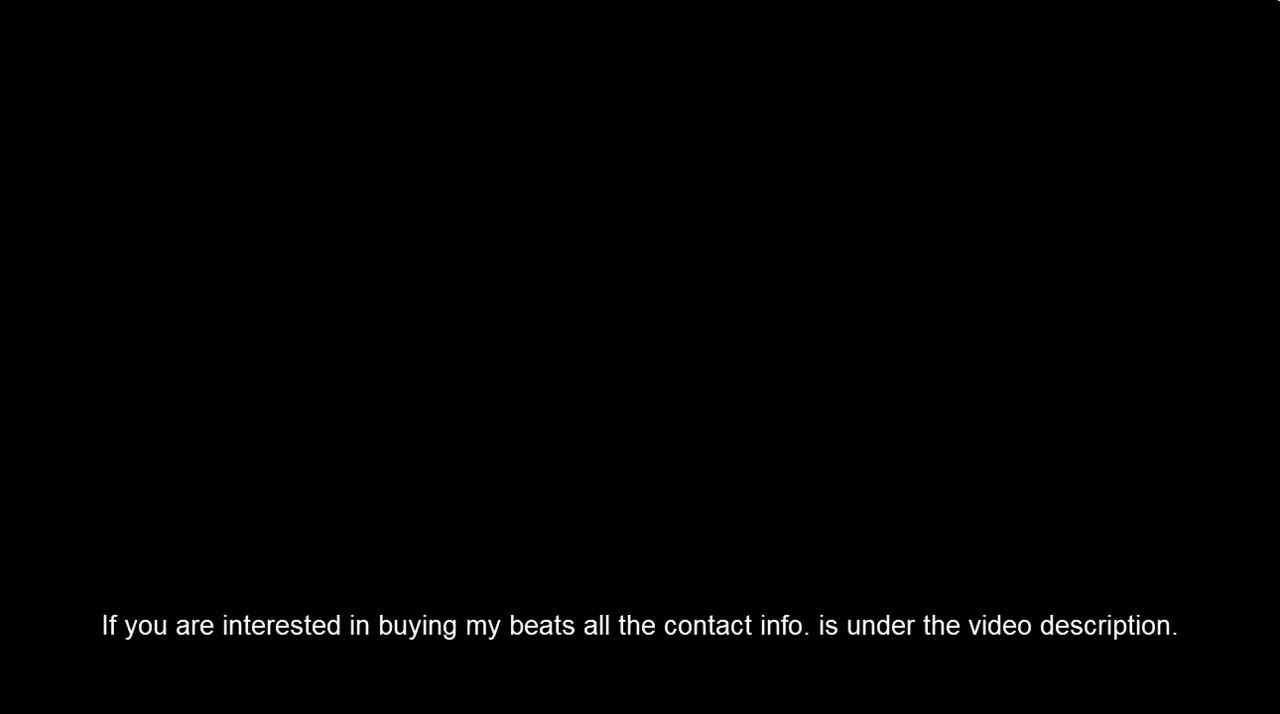 If you are interested in buying my beats all the contact info. is under the video description.